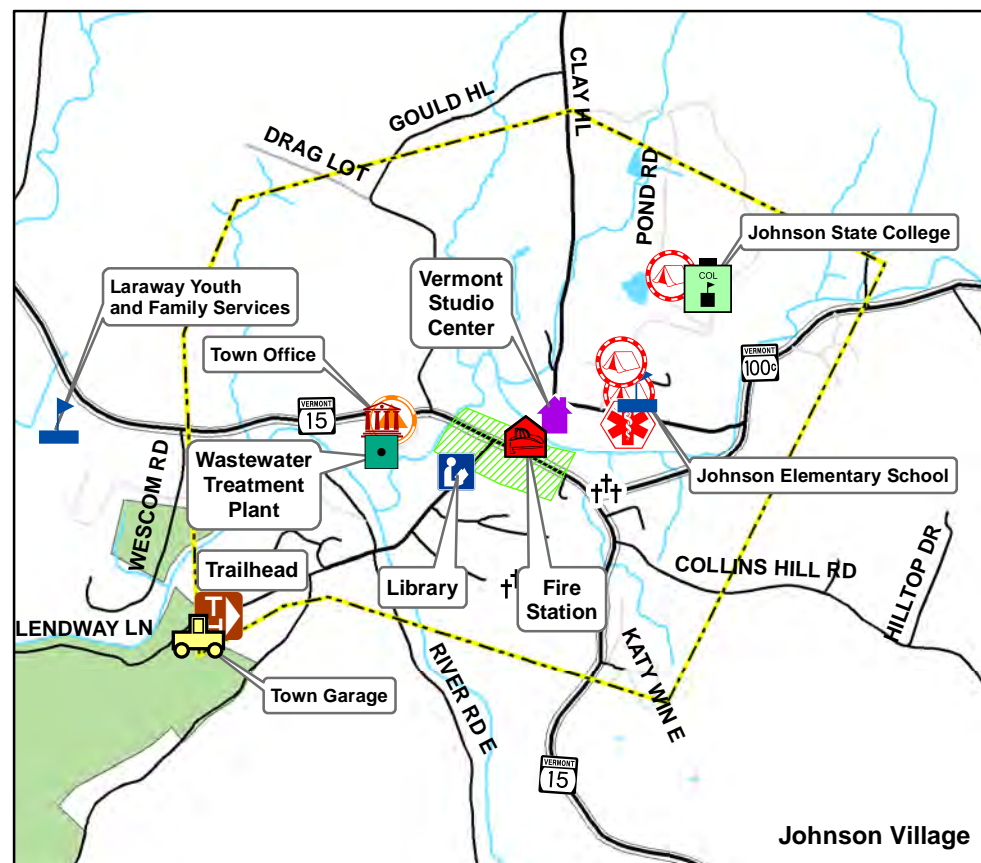 CLAY HL
GOULD HL
DRAG LOT
POND RD
Johnson State College
COL
Vermont
Studio
Center
Laraway Youth
and Family Services
Town Office
VERMONT
100C
VERMONT
15
Wastewater
Treatment
Plant
Johnson Elementary School
WESCOM RD
Trailhead
Library
Fire
Station
COLLINS HILL RD
HILLTOP DR
TH
LENDWAY LN
KATY WIN E
RIVER RD E
Town Garage
VERMONT
15
Johnson Village